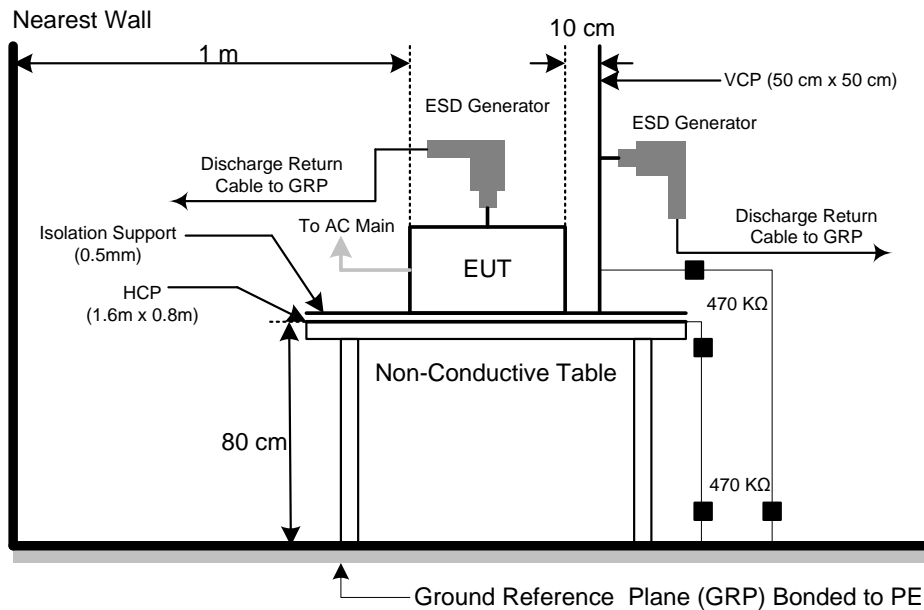 Nearest Wall
10 cm
1 m
VCP (50 cm x 50 cm)
ESD Generator
ESD Generator
Discharge Return
Cable to GRP
To AC Main
Discharge Return
Cable to GRP
Isolation Support
(0.5mm)
EUT
HCP
(1.6m x 0.8m)
470 KΩ
Non-Conductive Table
80 cm
470 KΩ
Ground Reference Plane (GRP) Bonded to PE